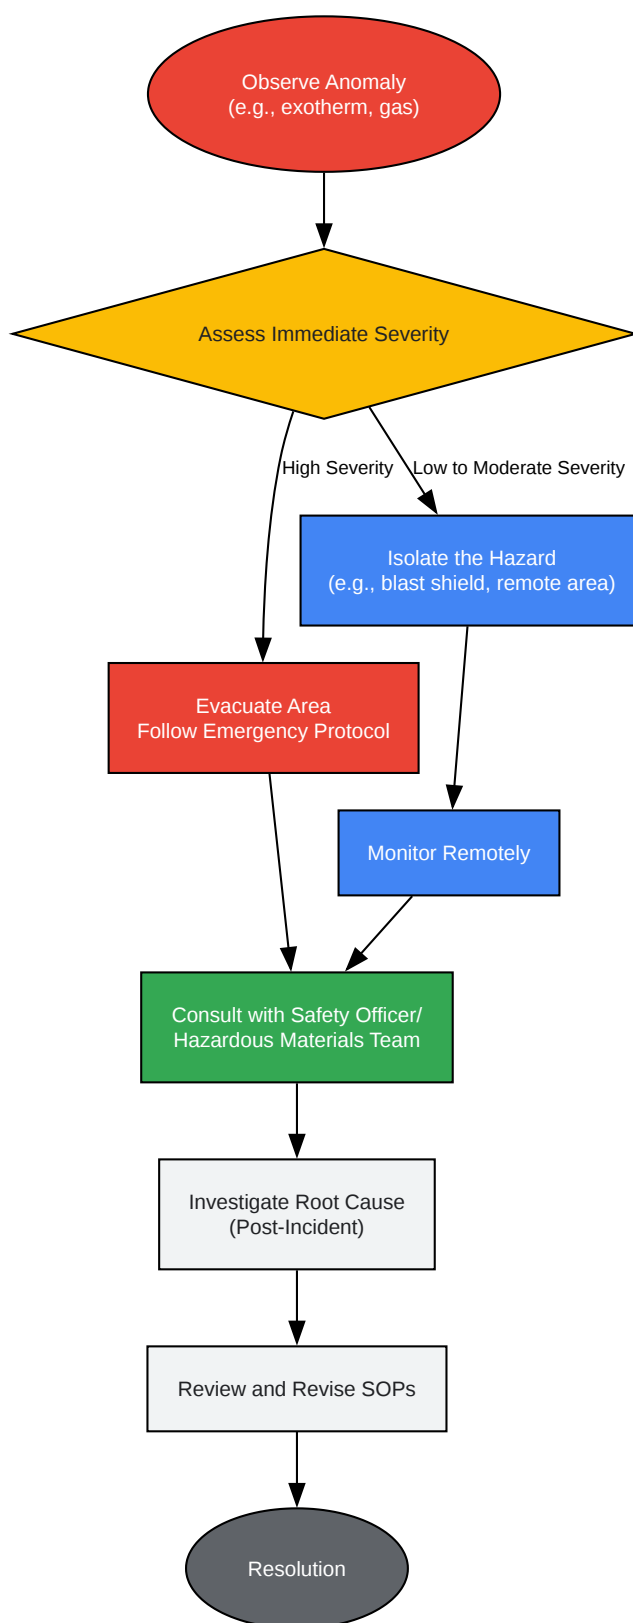 Observe Anomaly
(e.g., exotherm, gas)
Assess Immediate Severity
High Severity
Low to Moderate Severity
Isolate the Hazard
(e.g., blast shield, remote area)
Evacuate Area
Follow Emergency Protocol
Monitor Remotely
Consult with Safety Officer/
Hazardous Materials Team
Investigate Root Cause
(Post-Incident)
Review and Revise SOPs
Resolution